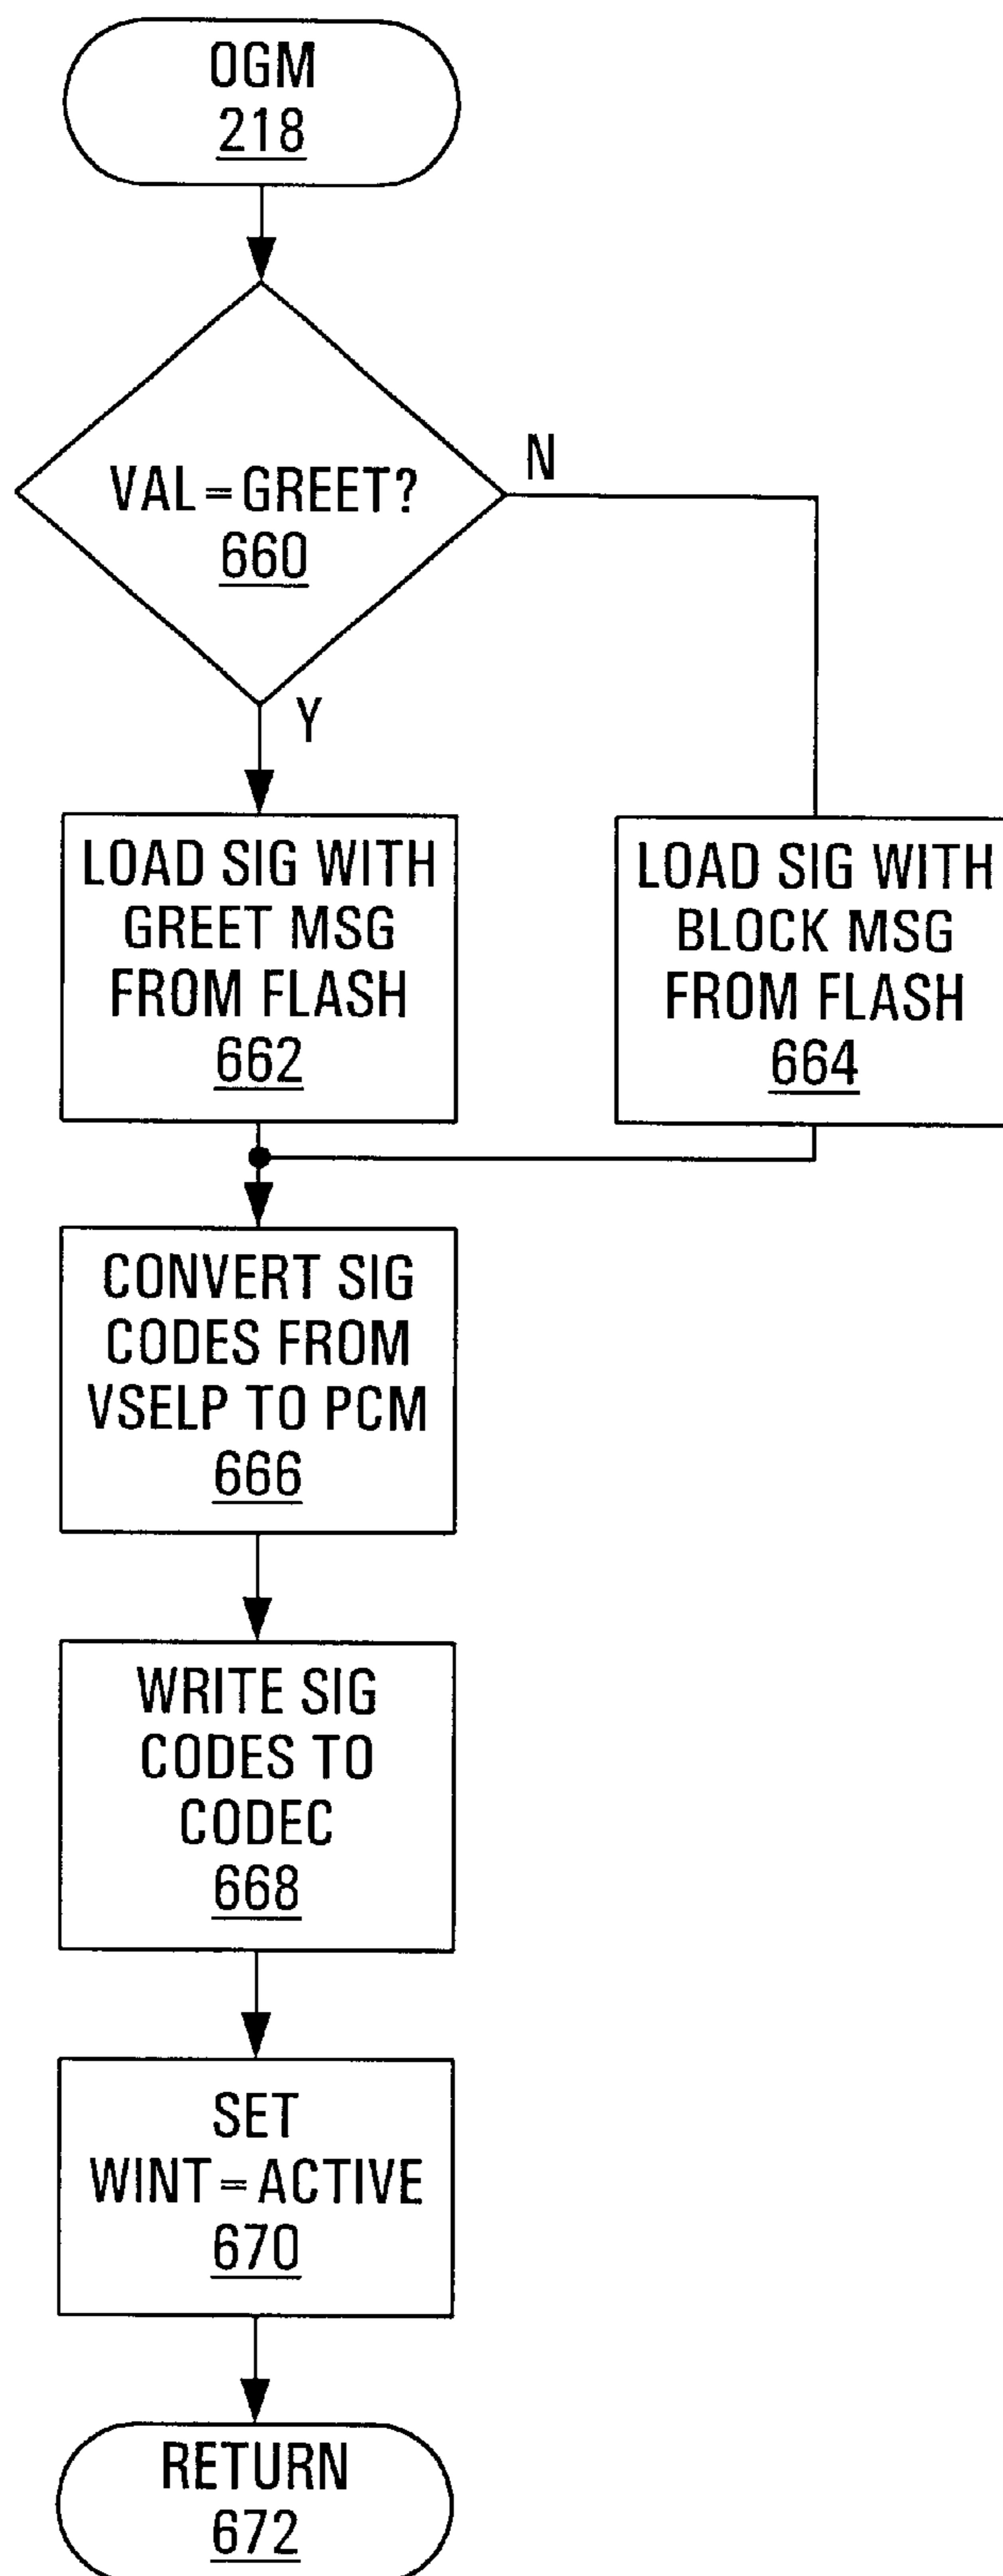 OGM
218
VAL=GREET?
660
N
Y
LOAD SIG WITH
GREET MSG
FROM FLASH
662
LOAD SIG WITH
BLOCK MSG
FROM FLASH
664
CONVERT SIG
CODES FROM
VSELP TO PCM
666
WRITE SIG
CODES TO
CODEC
668
SET
WINT=ACTIVE
670
RETURN
672